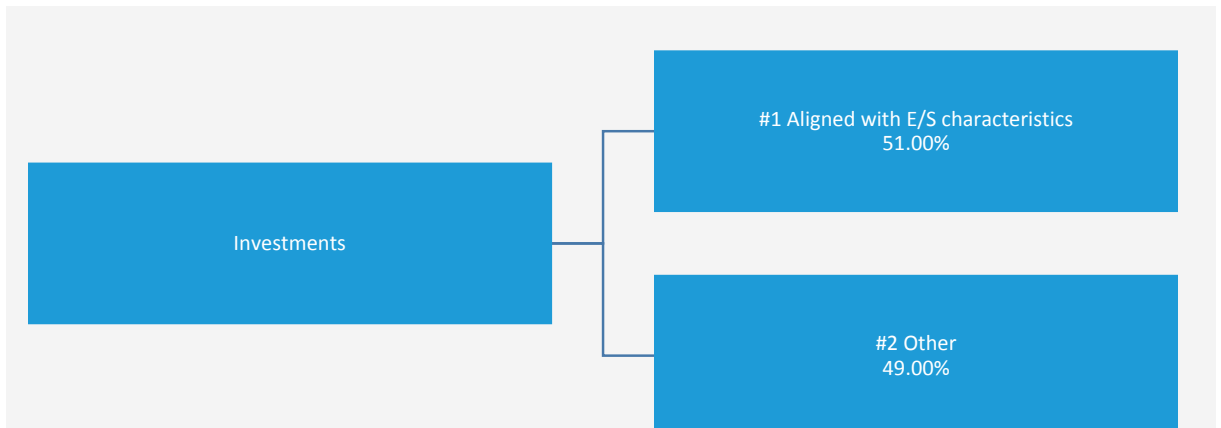 Investments
#1 Aligned with E/S characteristics
51.00%
#2 Other
49.00%